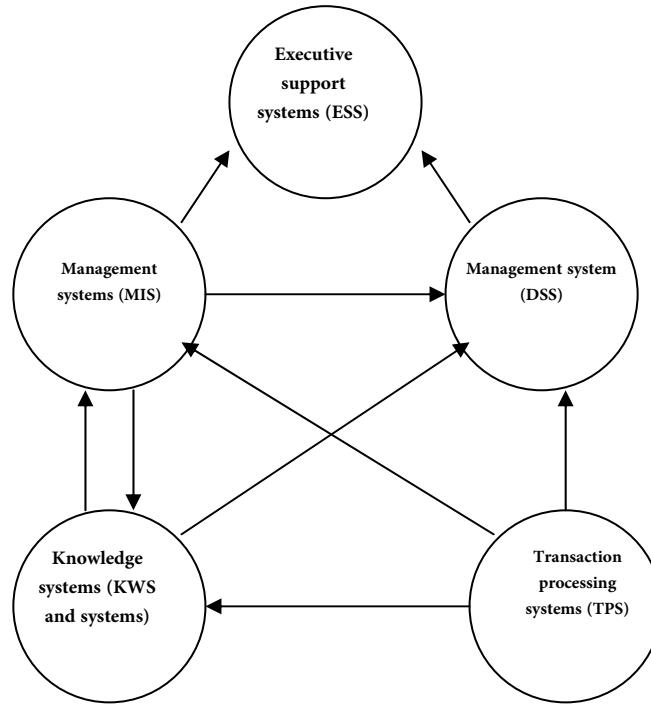 Executive
support
systems (ESS)
Management
systems (MIS)
Management system
(DSS)
Knowledge
systems (KWS
and systems)
Transaction
processing
systems (TPS)